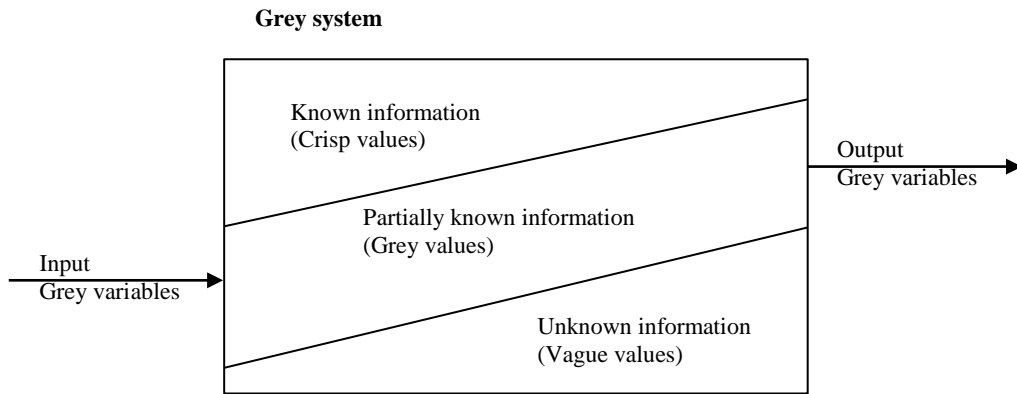 Grey system
Known information
(Crisp values)
Output
Grey variables
Partially known information
(Grey values)
Input
Grey variables
Unknown information
(Vague values)